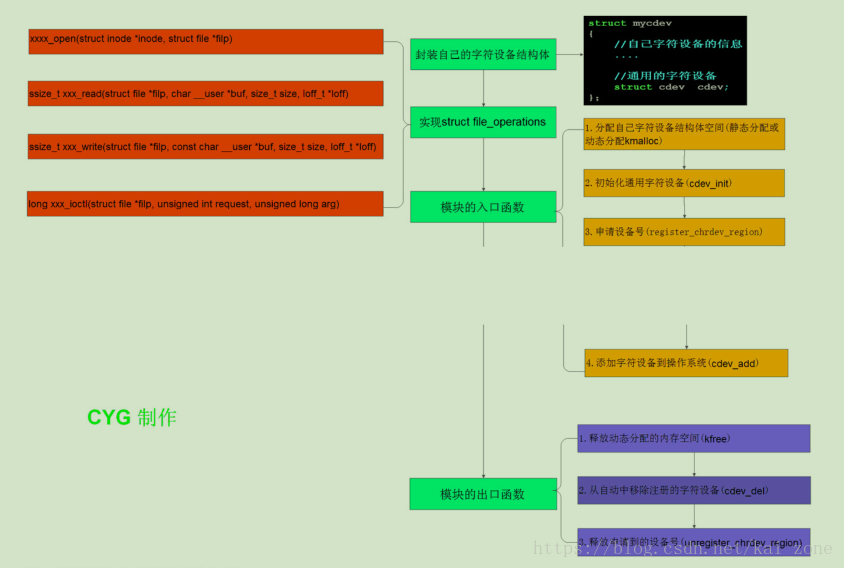 xxxx_open(struct inode *inode, struct file *filp)
ssize_t xxx_read(struct file *filp, char __user *buf, size_t size, loff_t *loff)
ssize_t xxx_write(struct file *filp, const char __user *buf, size_t size, loff_t *loff)
long xxx_ioctl(struct file *filp, unsigned int request, unsigned long arg)
封装自己的字符设备结构体
实现struct file_operations
模块的入口函数
struct mycdev
{
//自己字符设备的信息
....
//通用的字符设备
struct cdev cdev;
};
1.分配自己字符设备结构体空间(静态分配或
动态分配kmalloc)
2.初始化通用字符设备(cdev_init)
3.申请设备号(register_chrdev_region)
4.添加字符设备到操作系统(cdev_add)
CYG 制作
模块的出口函数
1.释放动态分配的内存空间(kfree)
2.从自动中移除注册的字符设备(cdev_del)
3.释放申请到的设备号(unregister_chrdev_region)
https://blog.csdn.net/kai_zone